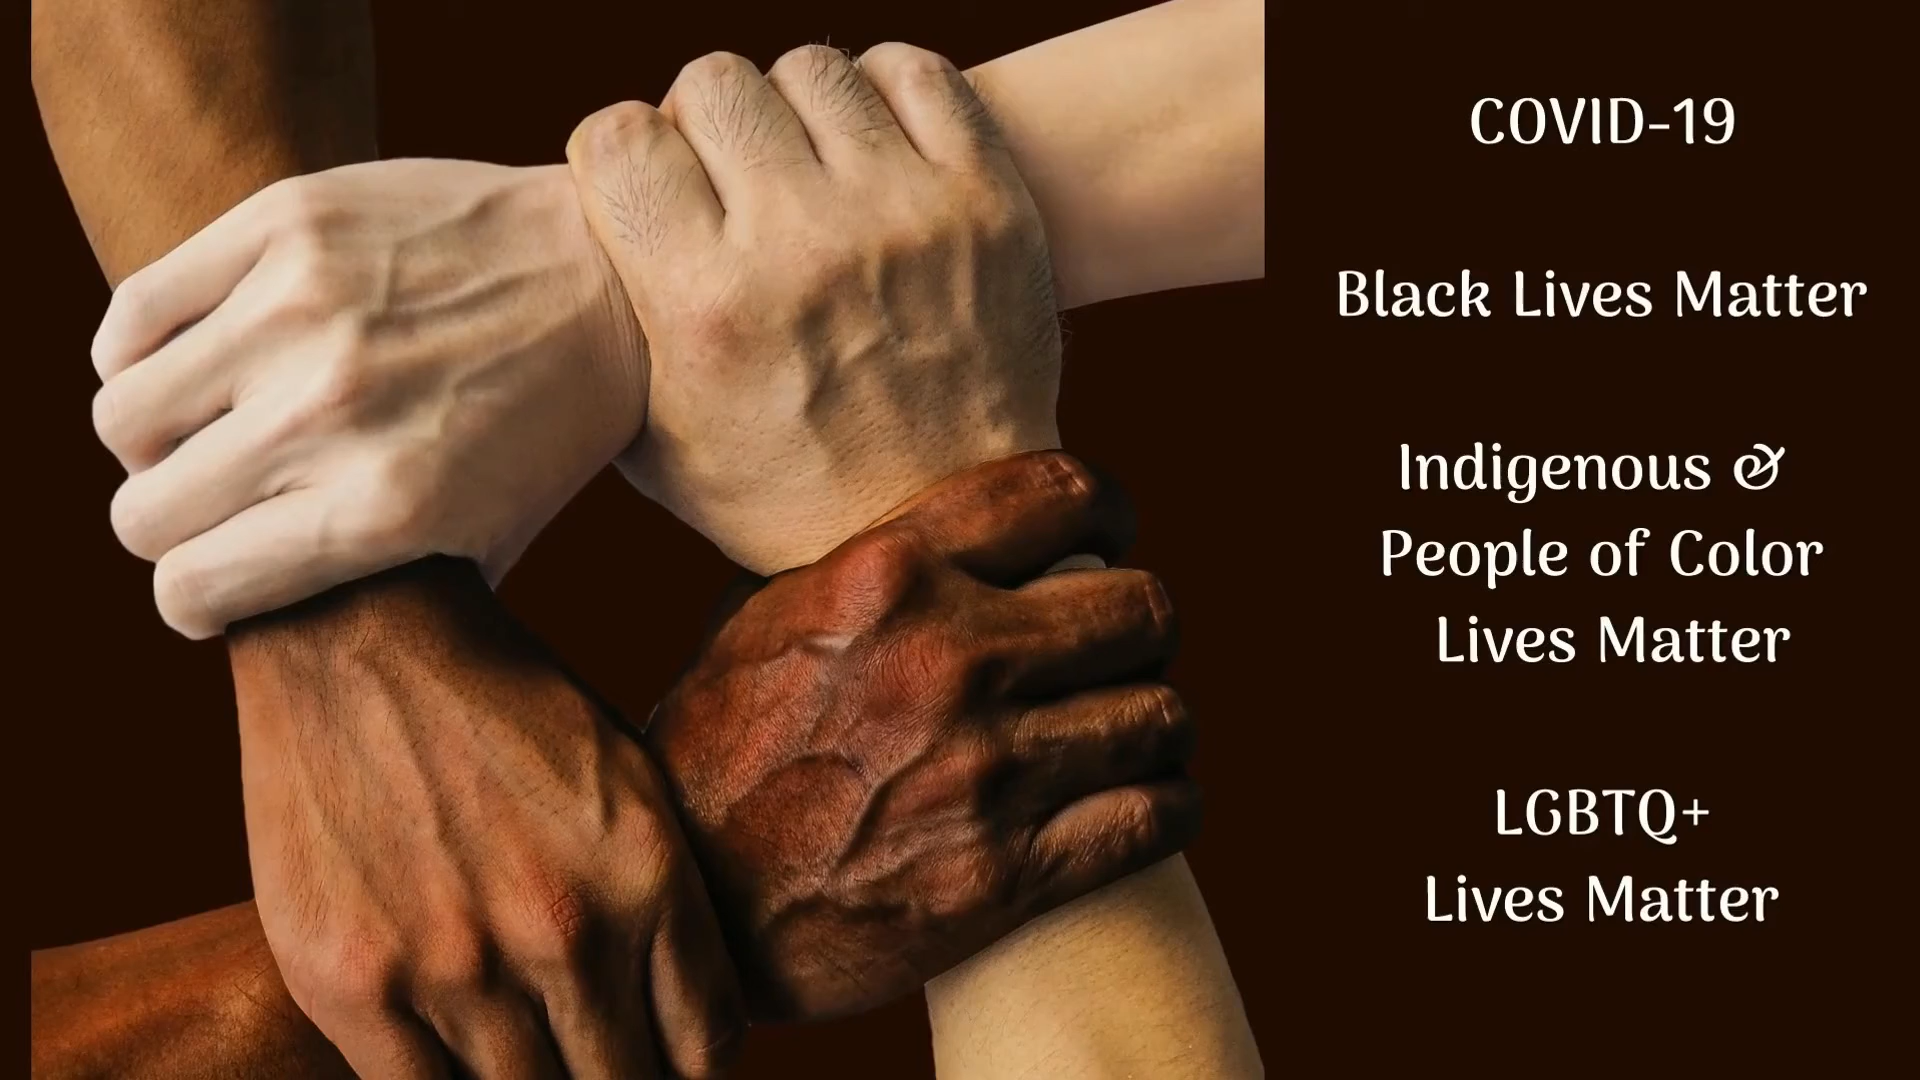 COVID-19
Black Lives Matter
Indigenous &
People of Color
Lives Matter
LGBTQ+
Lives Matter